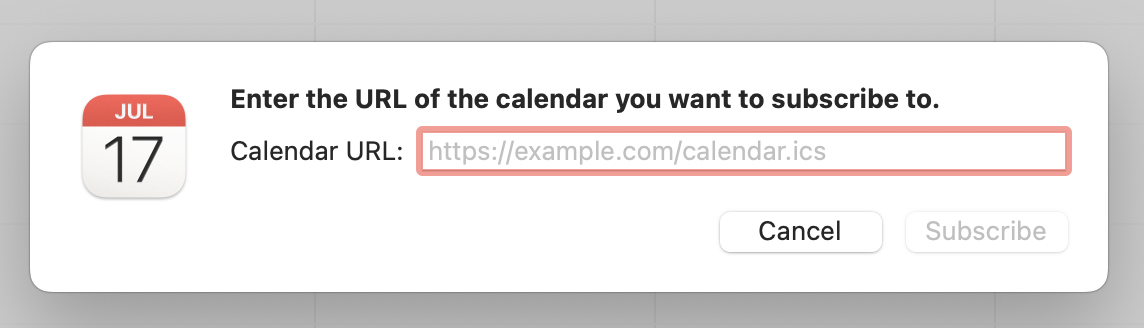 JUL
17
Enter the URL of the calendar you want to subscribe to.
Calendar URL: https://example.com/calendar.ics
Cancel Subscribe